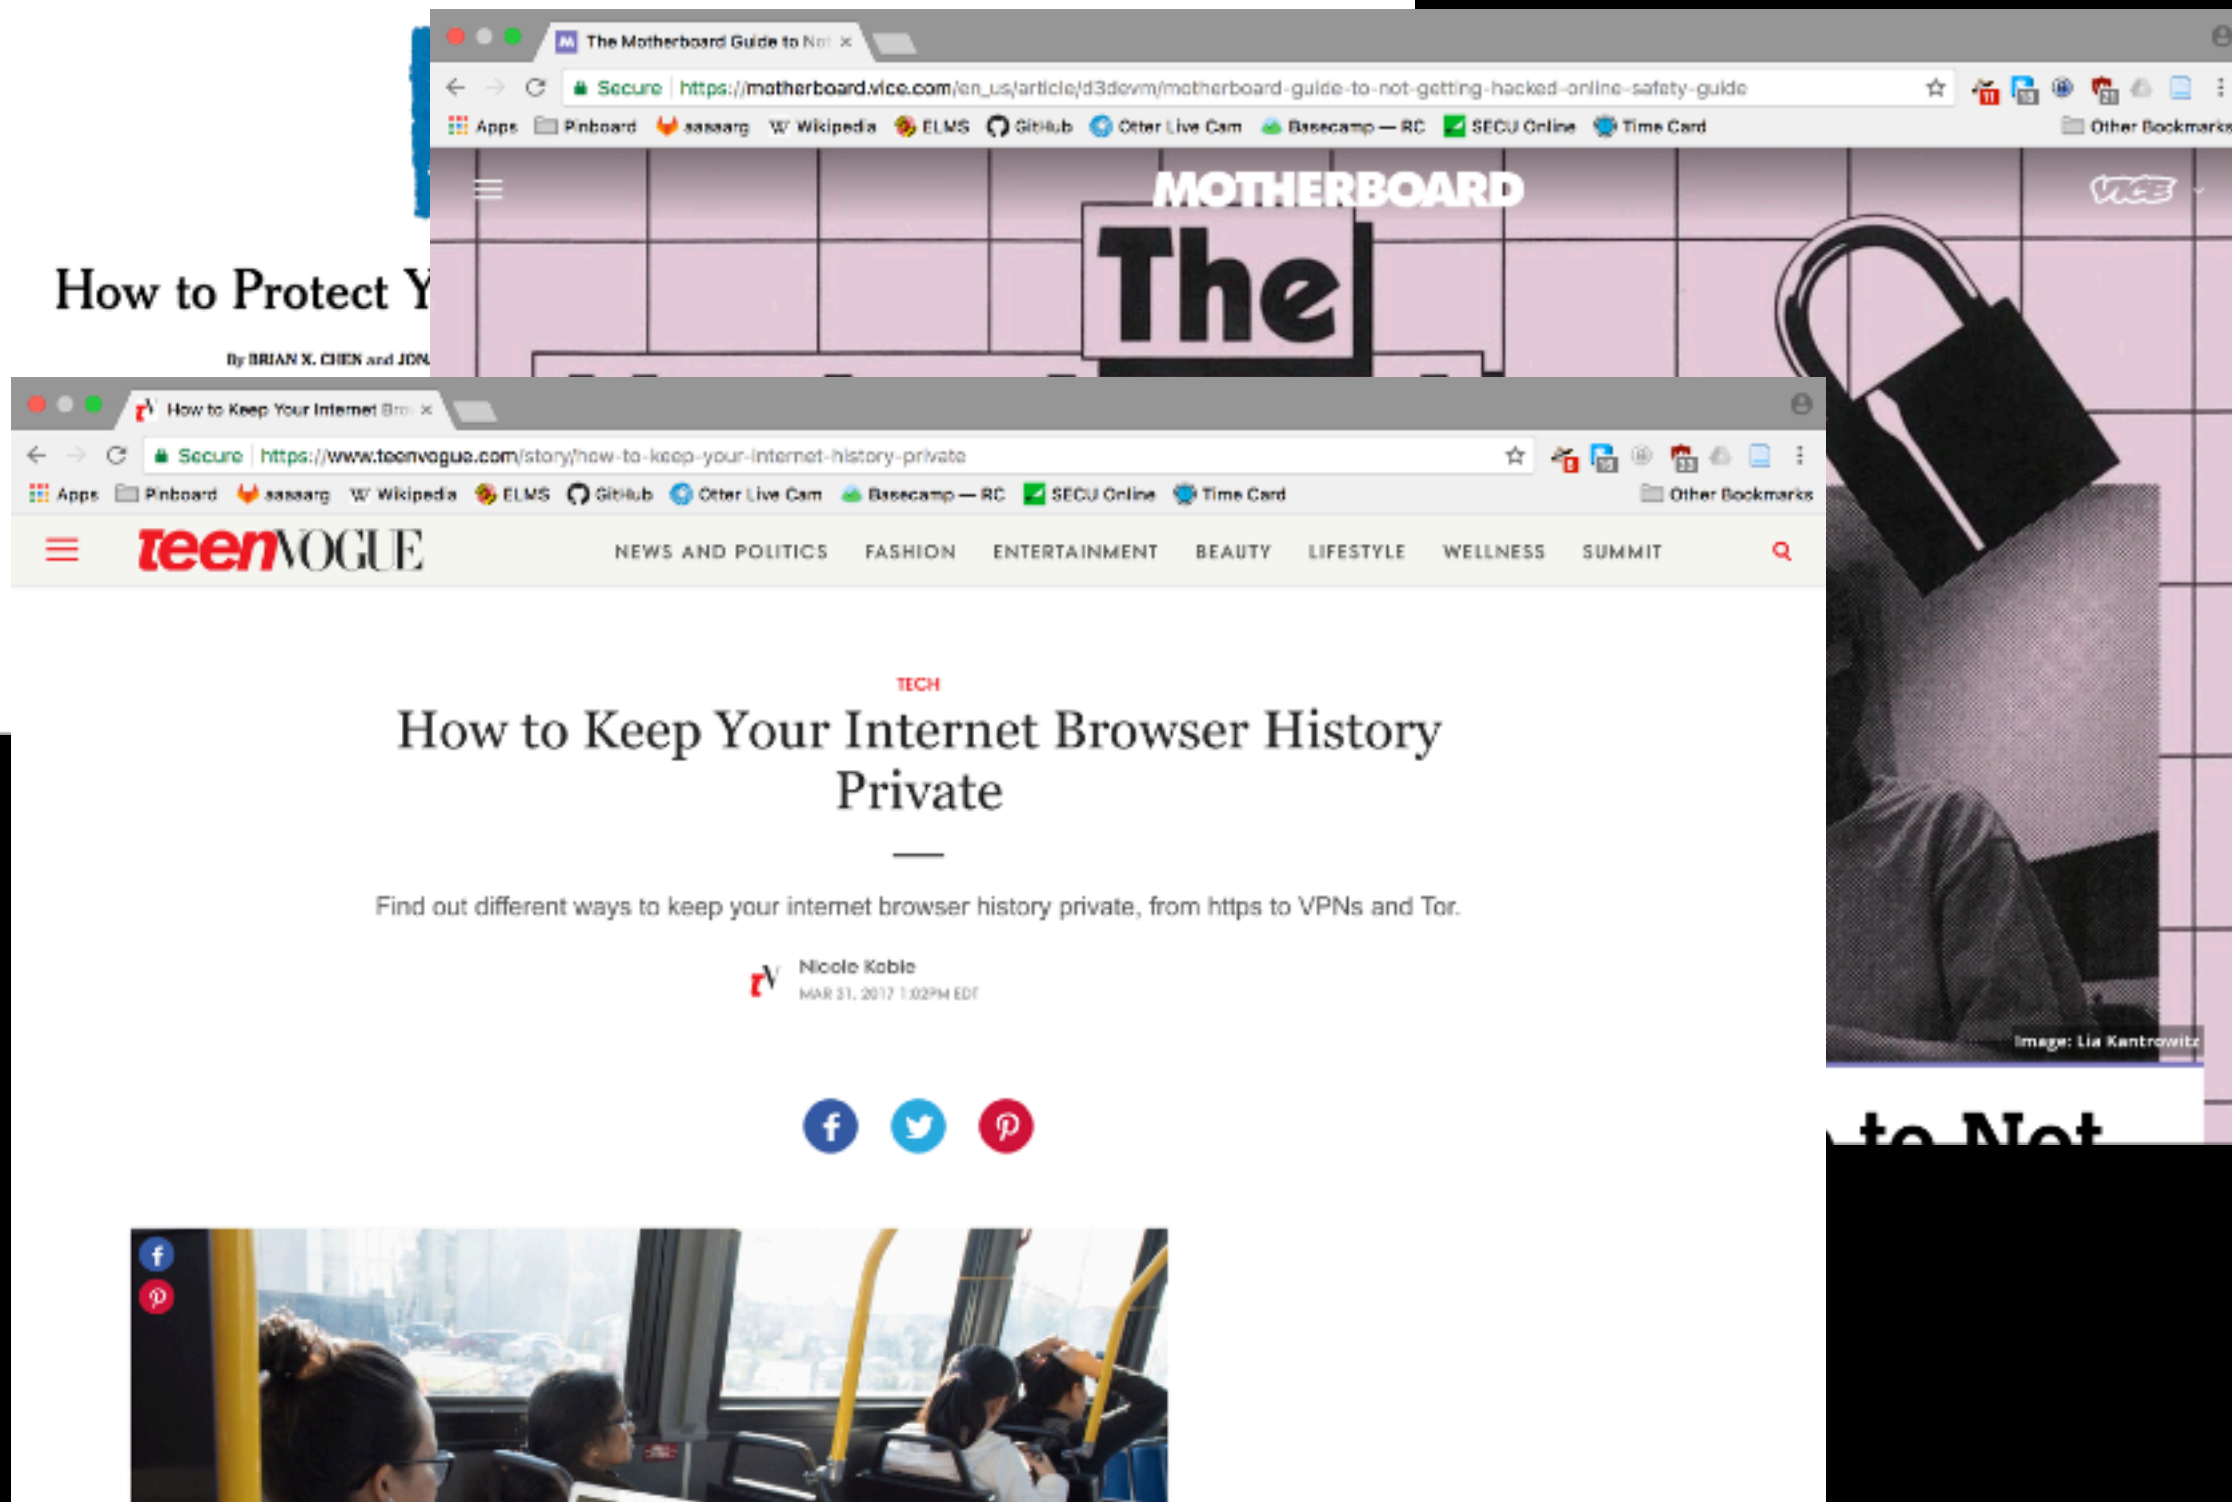 The Motherboard Guide to Not
Secure https://motherboard.vice.com/en_us/article/d3devm/motherboard-guide-to-not-getting-hacked-online-safety-guide
11
Apps Pinboard aaaaarg Wikipedia ELMS GitHub Otter Live Cam Basecamp — RC SECU Online Time Card Other Bookmarks
MOTHERBOARD
VICE
The
How to Protect Y
By BRIAN X. CHEN and JON
How to Keep Your Internet Bro
Secure https://www.teenvogue.com/story/how-to-keep-your-internet-history-private
Apps Pinboard aaaaarg Wikipedia ELMS GitHub Otter Live Cam Basecamp — RC SECU Online Time Card Other Bookmarks
teenVOGUE NEWS AND POLITICS FASHION ENTERTAINMENT BEAUTY LIFESTYLE WELLNESS SUMMIT
TECH
How to Keep Your Internet Browser History
Private
Find out different ways to keep your internet browser history private, from https to VPNs and Tor.
Nicole Kobie
MAR 31, 2017 1:02PM EDT
Image: Lia Kantrowitz
to Not